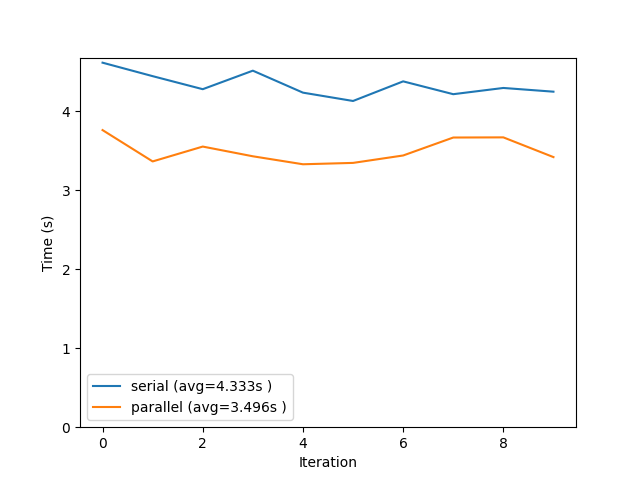 4
3
2
1
0
Time (s)
serial (avg=4.333s )
parallel (avg=3.496s )
0 2 4 6 8
Iteration